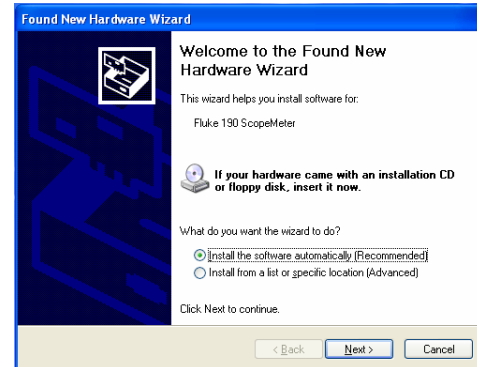 Found New Hardware Wizard
Welcome to the Found New
Hardware Wizard
This wizard helps you install software for:
Fluke 190 ScopeMeter
If your hardware came with an installation CD
or floppy disk, insert it now.
What do you want the wizard to do?
Install the software automatically (Recommended)
Install from a list or specific location (Advanced)
Click Next to continue.
< Back Next > Cancel